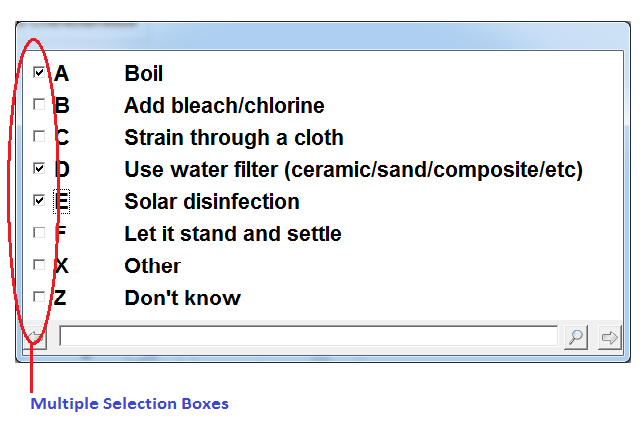 A Boil
B Add bleach/chlorine
C Strain through a cloth
D Use water filter (ceramic/sand/composite/etc)
E Solar disinfection
F Let it stand and settle
X Other
Z Don't know
Multiple Selection Boxes